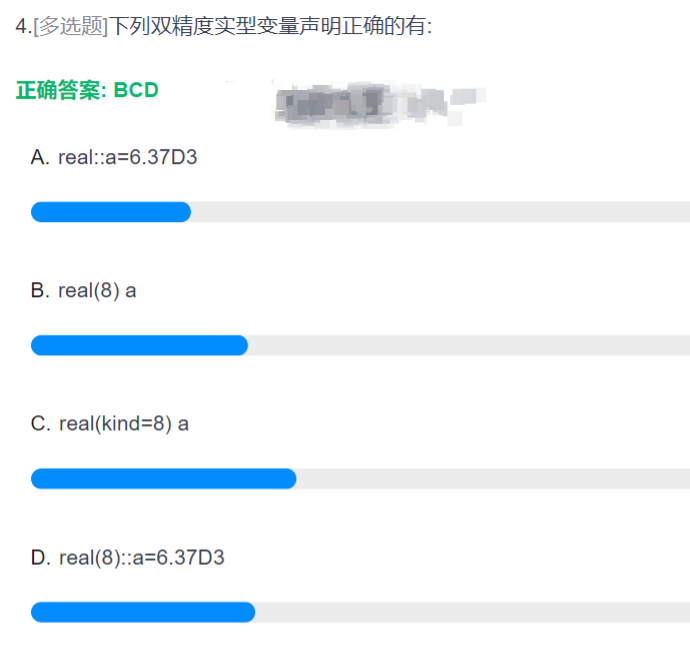 4.[多选题]下列双精度实型变量声明正确的有:
正确答案: BCD
A. real::a=6.37D3
B. real(8) a
C. real(kind=8) a
D. real(8)::a=6.37D3